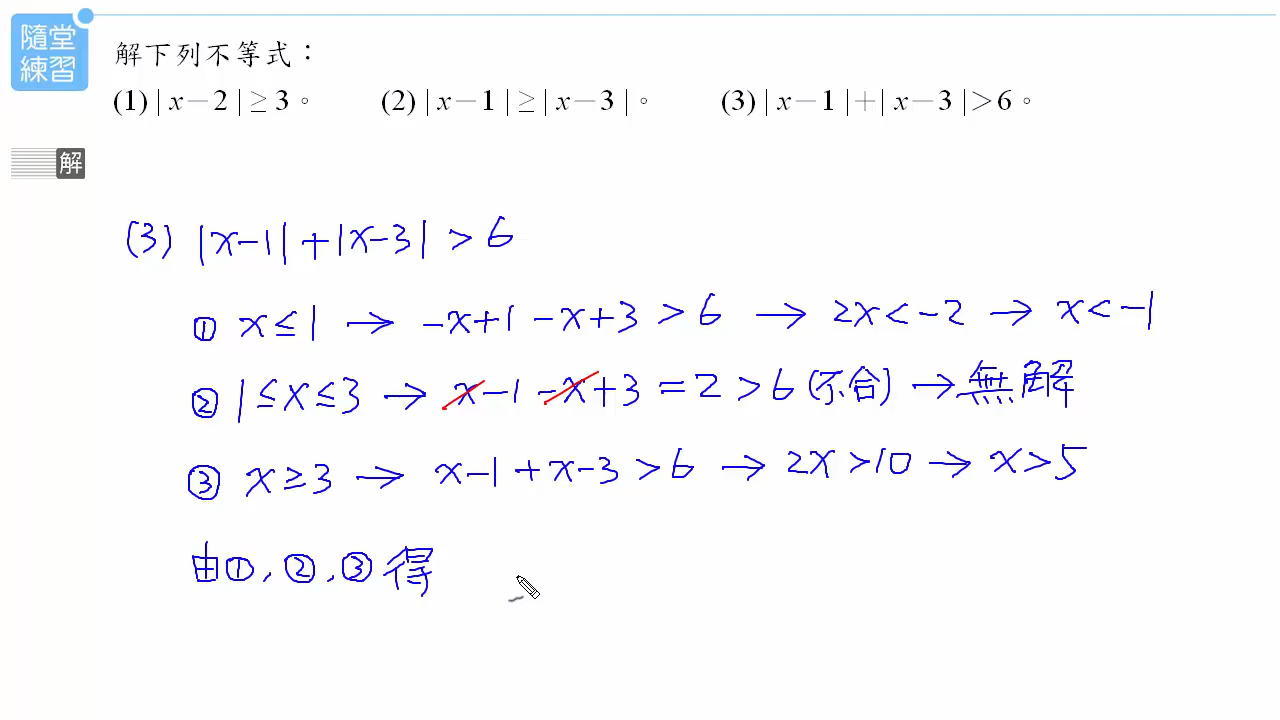 隨堂
練習
解下列不等式：
(1)| x－2 | ≥ 3。 (2)| x－1 | ≥ | x－3 |。 (3)| x－1 |＋| x－3 |＞6。
解
(3) |x-1| + |x-3| > 6
① x ≤ 1 → -x+1-x+3 > 6 → 2x < -2 → x < -1
② 1 ≤ x ≤ 3 → x-1-x+3 = 2 > 6 (不合) → 無解
③ x ≥ 3 → x-1+x-3 > 6 → 2x > 10 → x > 5
由①,②,③得